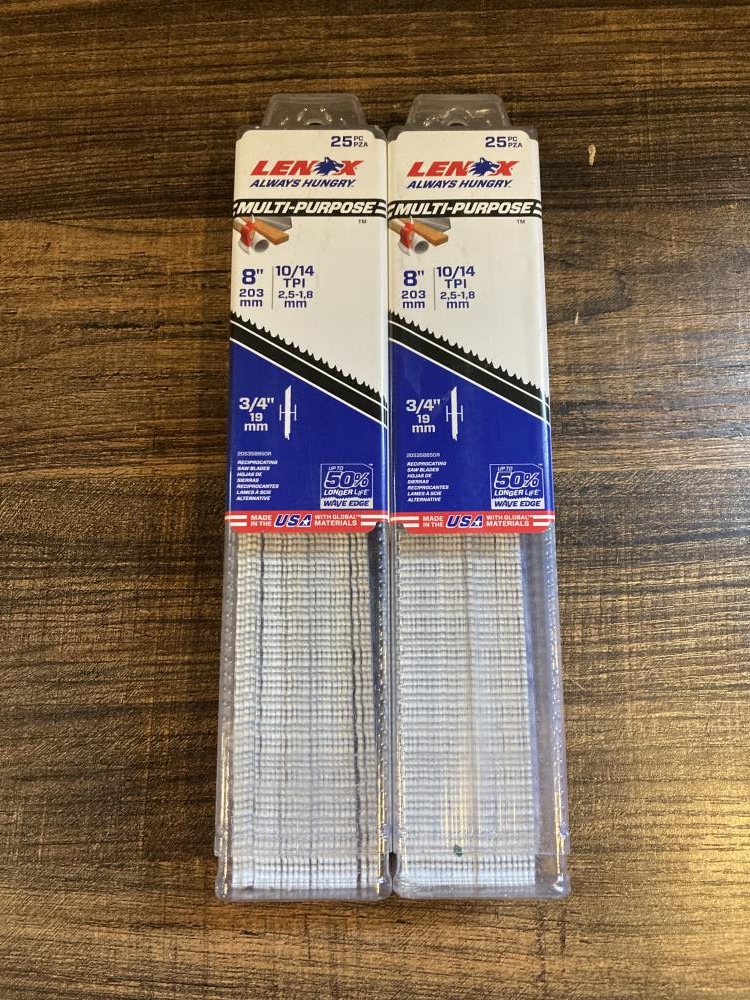 25 PC
PZA
LENOX
ALWAYS HUNGRY.
MULTI-PURPOSE
TM
8"
203
mm
10/14
TPI
2,5-1,8
mm
3/4"
19
mm
RECIPROCATING
SAW BLADES
HOJAS DE
SIERRAS
RECIPROCANTES
LAMES À SCIE
ALTERNATIVE
UP TO
50%
LONGER LIFE
WAVE EDGE
MADE
IN THE
USA
WITH GLOBAL
MATERIALS
25 PC
PZA
LENOX
ALWAYS HUNGRY.
MULTI-PURPOSE
TM
8"
203
mm
10/14
TPI
2,5-1,8
mm
3/4"
19
mm
RECIPROCATING
SAW BLADES
HOJAS DE
SIERRAS
RECIPROCANTES
LAMES À SCIE
ALTERNATIVE
UP TO
50%
LONGER LIFE
WAVE EDGE
MADE
IN THE
USA
WITH GLOBAL
MATERIALS